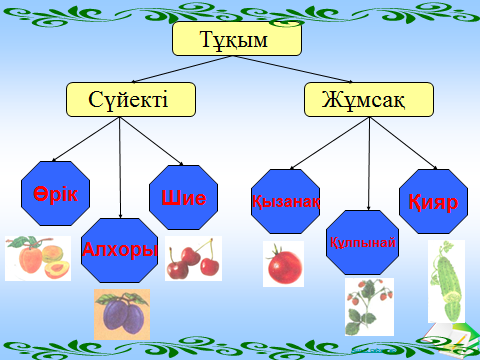 Тұқым
Сүйекті
Жұмсақ
Өрік
Алхоры
Шие
Қызанақ
Құлпынай
Қияр